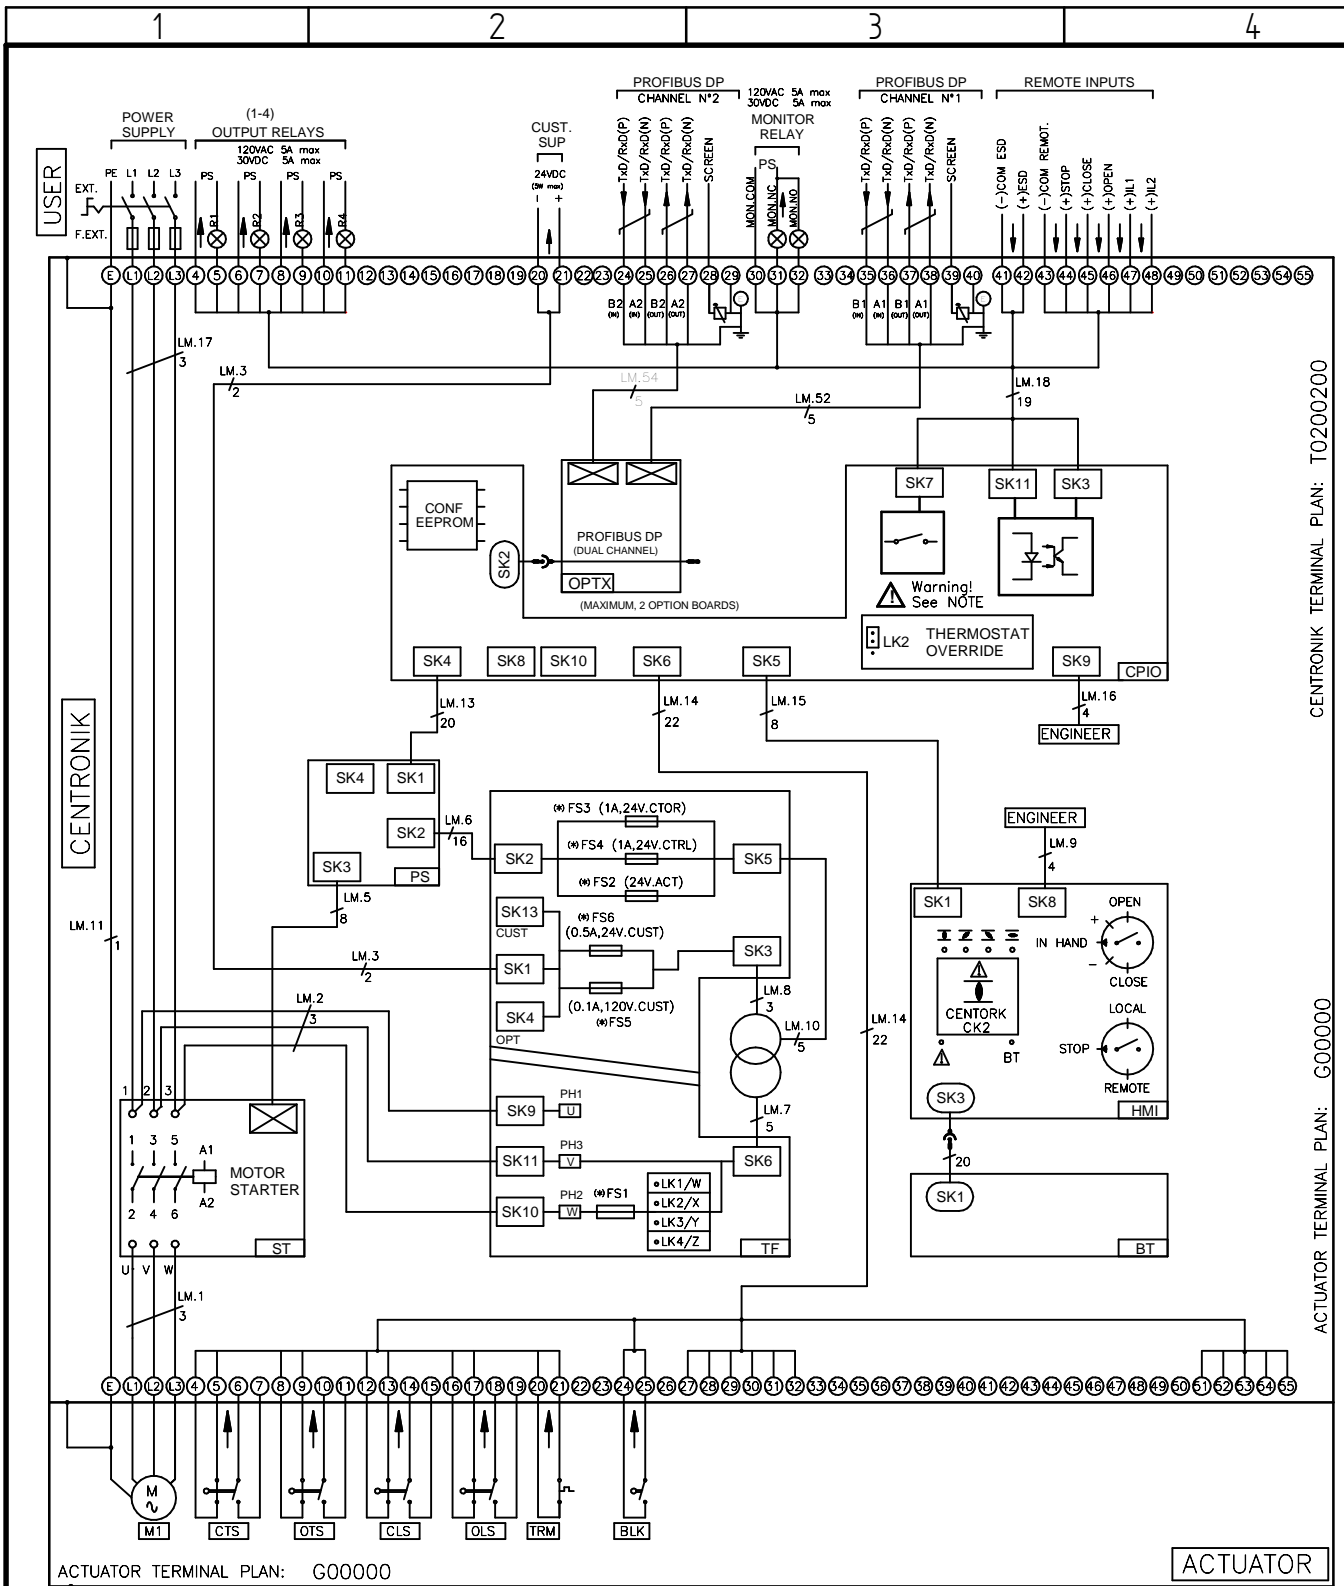 1 2 3 4
POWER SUPPLY
(1-4)
OUTPUT RELAYS
120VAC 5A max
30VDC 5A max
CUST. SUP
24VDC
(5W max)
- +
PROFIBUS DP
CHANNEL N°2
120VAC 5A max
30VDC 5A max
MONITOR RELAY
PS
PROFIBUS DP
CHANNEL N°1
REMOTE INPUTS
USER
PE L1 L2 L3
EXT.
F.EXT.
PS PS PS PS
R1 R2 R3 R4
TxD/RxD(P)
TxD/RxD(N)
TxD/RxD(P)
TxD/RxD(N)
SCREEN
MON.COM
MON.NC
MON.NO
TxD/RxD(P)
TxD/RxD(N)
TxD/RxD(P)
TxD/RxD(N)
SCREEN
(-)COM ESD
(+)ESD
(-)COM REMOT.
(+)STOP
(+)CLOSE
(+)OPEN
(+)IL1
(+)IL2
E L1 L2 L3 4 5 6 7 8 9 10 11 12 13 14 15 16 17 18 19 20 21 22 23 24 25 26 27 28 29 30 31 32 33 34 35 36 37 38 39 40 41 42 43 44 45 46 47 48 49 50 51 52 53 54 55
B2 A2 B2 A2
(IN) (IN) (OUT) (OUT)
B1 A1 B1 A1
(IN) (IN) (OUT) (OUT)
LM.17
3
LM.3
2
LM.54
5
LM.52
5
LM.18
19
CENTRONIK TERMINAL PLAN: T0200200
CONF EEPROM
SK2
PROFIBUS DP
(DUAL CHANNEL)
OPTX
(MAXIMUM, 2 OPTION BOARDS)
SK7 SK11 SK3
Warning!
See NOTE
LK2
THERMOSTAT OVERRIDE
SK4 SK8 SK10 SK6 SK5 SK9
CPIO
LM.13
20
LM.14
22
LM.15
8
LM.16
4
ENGINEER
CENTRONIK
SK4 SK1
SK2
SK3
PS
LM.6
16
LM.5
8
LM.11
1
LM.3
2
LM.2
3
(*)FS3 (1A,24V.CTOR)
(*)FS4 (1A,24V.CTRL)
(*)FS2 (24V.ACT)
SK2
SK5
SK13
CUST
(*)FS6
(0.5A,24V.CUST)
SK1
SK3
SK4
OPT
(0.1A,120V.CUST)
(*)FS5
LM.8
3
LM.10
5
LM.7
5
LM.14
22
SK9
PH1
U
SK11
PH3
V
SK10
PH2
W
(*)FS1
LK1/W
LK2/X
LK3/Y
LK4/Z
SK6
TF
ENGINEER
LM.9
4
SK1 SK8
OPEN
+
IN HAND
-
CLOSE
CENTORK
CK2
BT
LOCAL
STOP
REMOTE
SK3
HMI
20
SK1
BT
1 2 3
1 3 5
A1
A2
2 4 6
MOTOR STARTER
ST
U V W
LM.1
3
ACTUATOR TERMINAL PLAN: G00000
E L1 L2 L3 4 5 6 7 8 9 10 11 12 13 14 15 16 17 18 19 20 21 22 23 24 25 26 27 28 29 30 31 32 33 34 35 36 37 38 39 40 41 42 43 44 45 46 47 48 49 50 51 52 53 54 55
M
M1 CTS OTS CLS OLS TRM BLK
ACTUATOR TERMINAL PLAN: G00000
ACTUATOR